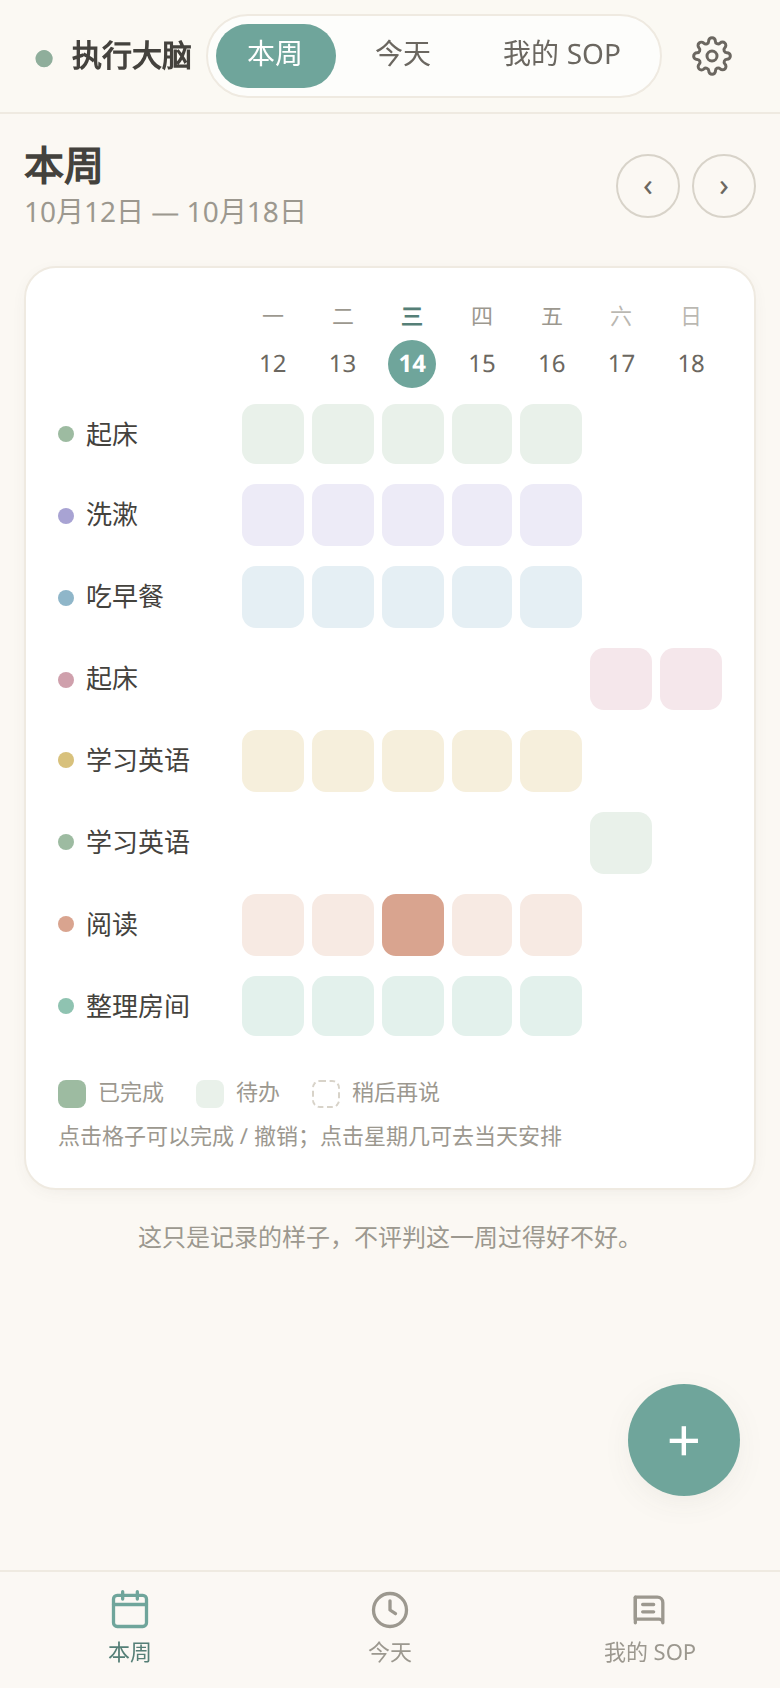 执行大脑 本周 今天 我的 SOP
本周
10月12日 — 10月18日
‹ ›
一 二 三 四 五 六 日
12 13 14 15 16 17 18
起床
洗漱
吃早餐
起床
学习英语
学习英语
阅读
整理房间
已完成 待办 稍后再说
点击格子可以完成 / 撤销；点击星期几可去当天安排
这只是记录的样子，不评判这一周过得好不好。
+
本周 今天 我的 SOP